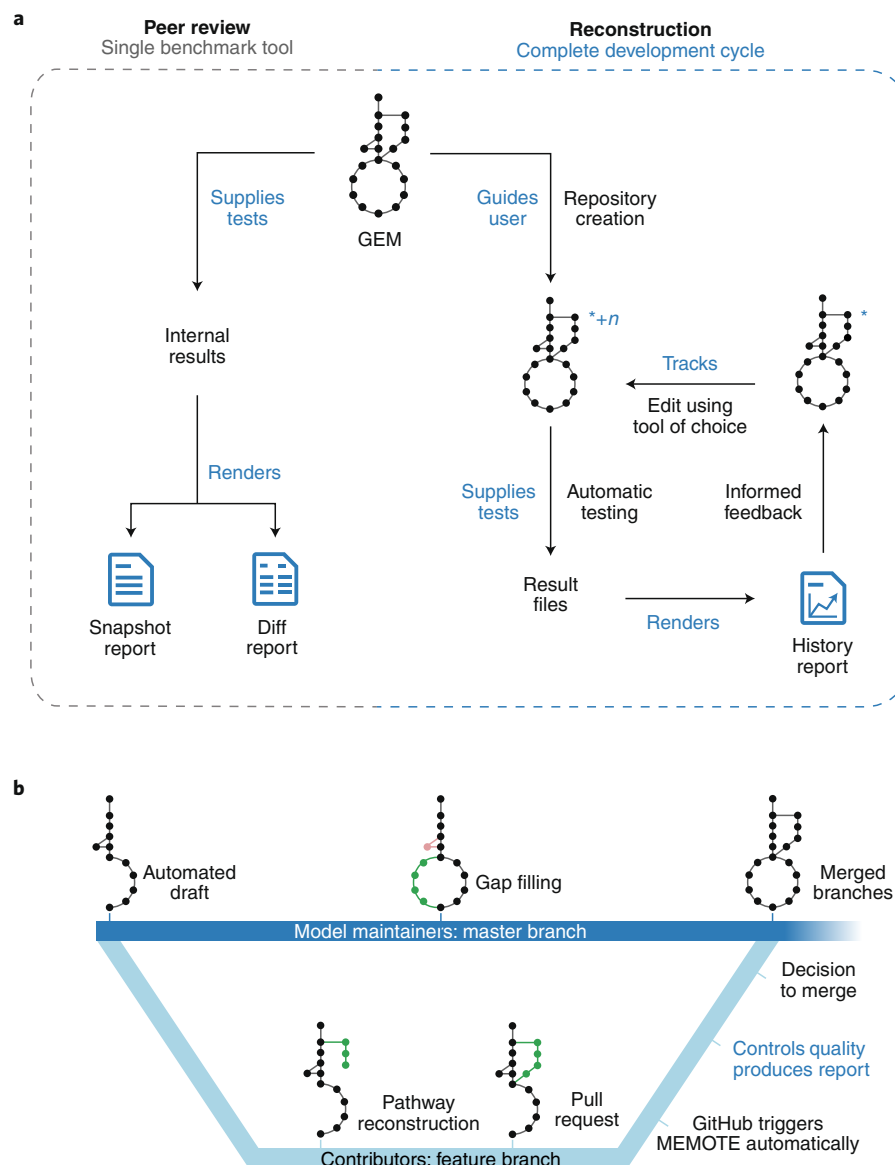 a
Peer review
Single benchmark tool
Reconstruction
Complete development cycle
Supplies
tests
GEM
Guides
user
Repository
creation
Internal
results
*+n
*
Tracks
Edit using
tool of choice
Renders
Supplies
tests
Automatic
testing
Informed
feedback
Snapshot
report
Diff
report
Result
files
Renders
History
report
b
Automated
draft
Gap filling
Merged
branches
Model maintainers: master branch
Decision
to merge
Controls quality
produces report
Pathway
reconstruction
Pull
request
GitHub triggers
MEMOTE automatically
Contributors: feature branch